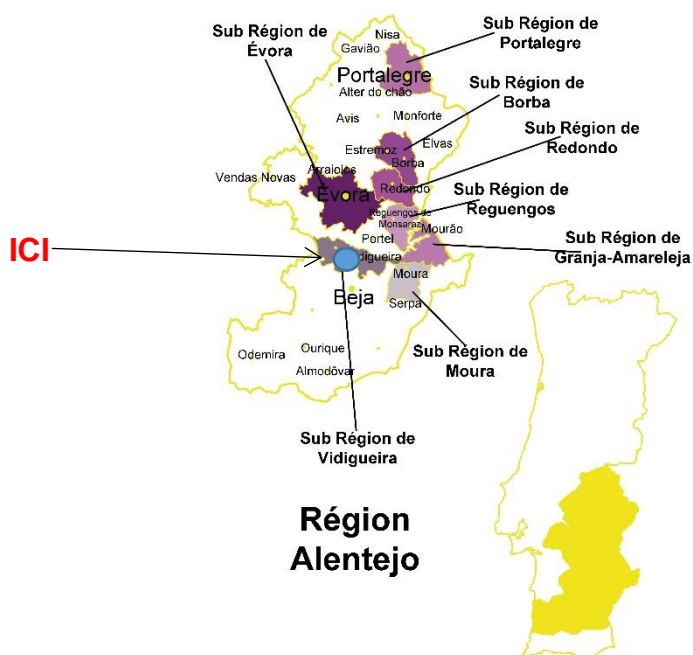 Sub Région de
Évora
Nisa
Gavião
Sub Région de
Portalegre
Portalegre
Alter do chão
Sub Région de
Borba
Avis
Monforte
Sub Région de
Redondo
Estremoz
Elvas
Borba
Arraiolos
Vendas Novas
Évora
Redondo
Sub Région de
Reguengos
Reguengos de
Monsaraz
Mourão
Portel
Sub Région de
Granja-Amareleja
ICI
digueira
Moura
Beja
Serpa
Ourique
Odemira
Almodôvar
Sub Région de
Moura
Sub Région de
Vidigueira
Région
Alentejo